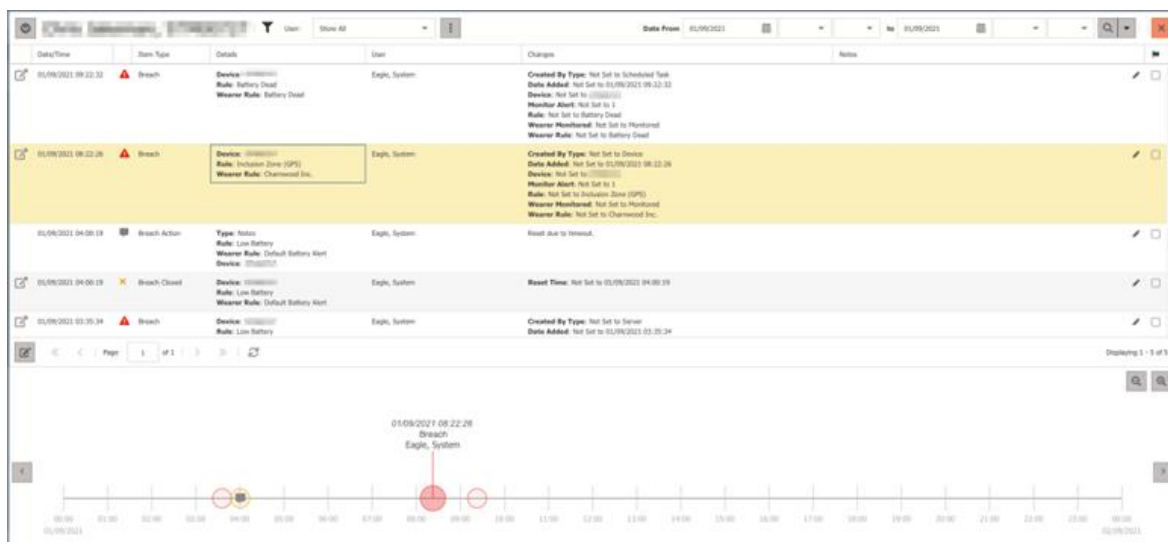 User: Show All Date From 01/09/2021 to 01/09/2021
Date/Time Item Type Details User Changes Notes
01/09/2021 09:22:32 Breach Device: Eagle, System Created By Type: Not Set to Scheduled Task
Rule: Battery Dead Date Added: Not Set to 01/09/2021 09:22:32
Wearer Rule: Battery Dead Device: Not Set to
Monitor Alert: Not Set to 1
Rule: Not Set to Battery Dead
Wearer Monitored: Not Set to Monitored
Wearer Rule: Not Set to Battery Dead
01/09/2021 08:22:26 Breach Device: Eagle, System Created By Type: Not Set to Device
Rule: Inclusion Zone (GPS) Date Added: Not Set to 01/09/2021 08:22:26
Wearer Rule: Charnwood Inc. Device: Not Set to
Monitor Alert: Not Set to 1
Rule: Not Set to Inclusion Zone (GPS)
Wearer Monitored: Not Set to Monitored
Wearer Rule: Not Set to Charnwood Inc.
01/09/2021 04:00:19 Breach Action Type: Notes Eagle, System Reset due to timeout.
Rule: Low Battery
Wearer Rule: Default Battery Alert
Device:
01/09/2021 04:00:19 Breach Closed Device: Eagle, System Reset Time: Not Set to 01/09/2021 04:00:19
Rule: Low Battery
Wearer Rule: Default Battery Alert
01/09/2021 03:35:34 Breach Device: Eagle, System Created By Type: Not Set to Server
Rule: Low Battery Date Added: Not Set to 01/09/2021 03:35:34
Page 1 of 1 Displaying 1 - 5 of 5
01/09/2021 08:22:26
Breach
Eagle, System
00:00 01:00 02:00 03:00 04:00 05:00 06:00 07:00 08:00 09:00 10:00 11:00 12:00 13:00 14:00 15:00 16:00 17:00 18:00 19:00 20:00 21:00 22:00 23:00 00:00
01/09/2021 02/09/2021